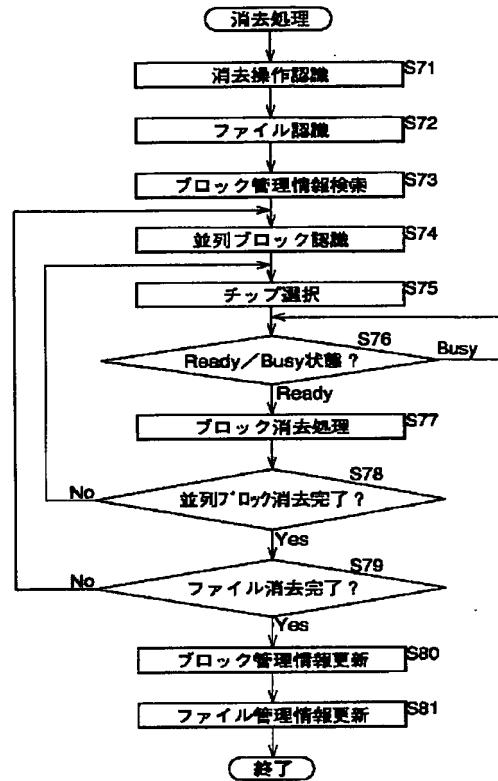 消去処理
消去操作認識 S71
ファイル認識 S72
ブロック管理情報検索 S73
並列ブロック認識 S74
チップ選択 S75
S76
Ready／Busy状態？ Busy
Ready
ブロック消去処理 S77
S78
No 並列ﾌﾞﾛｯｸ消去完了？
Yes
S79
No ファイル消去完了？
Yes
ブロック管理情報更新 S80
ファイル管理情報更新 S81
終了